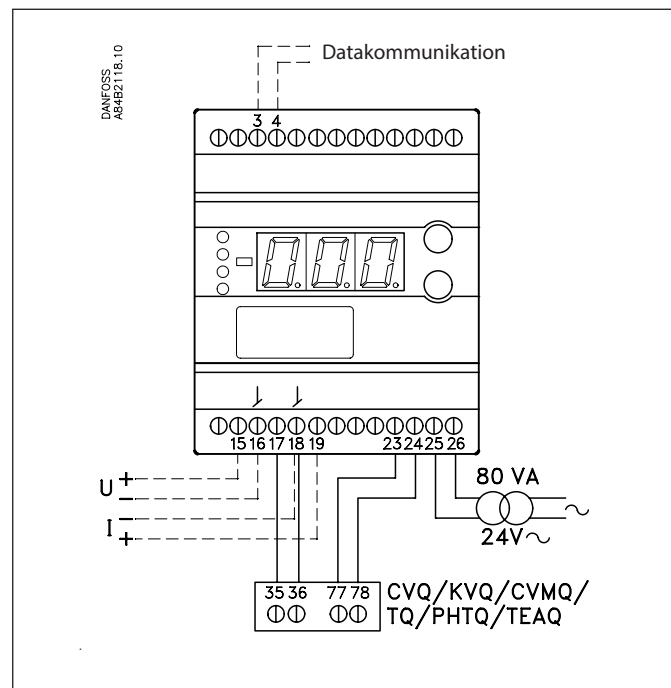 DANFOSS
A84B2118.10
Datakommunikation
3 4
0 0 0
15 16 17 18 19 23 24 25 26
U + −
I − +
80 VA
24V ~
35 36 77 78
CVQ/KVQ/CVMQ/
TQ/PHTQ/TEAQ